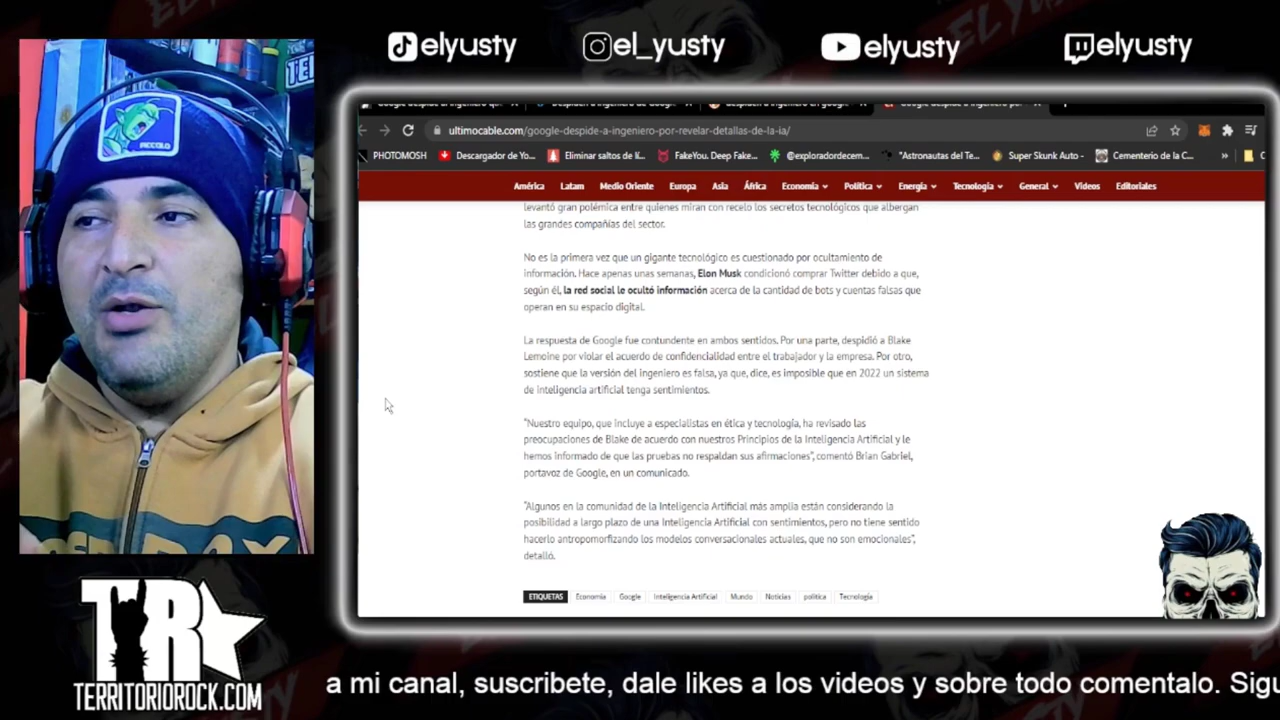 elyusty
el_yusty
elyusty
elyusty
ultimocable.com/google-despide-a-ingeniero-por-revelar-detallas-de-la-ia/
PHOTOMOSH
Descargador de Yo...
Eliminar saltos de lí...
FakeYou. Deep Fake...
@exploradordecem...
"Astronautas del Te...
Super Skunk Auto -
Cementerio de la C...
»
América
Latam
Medio Oriente
Europa
Asia
África
Economía
Política
Energía
Tecnología
General
Videos
Editoriales
levantó gran polémica entre quienes miran con recelo los secretos tecnológicos que albergan
las grandes compañías del sector.
No es la primera vez que un gigante tecnológico es cuestionado por ocultamiento de
información. Hace apenas unas semanas, Elon Musk condicionó comprar Twitter debido a que,
según él, la red social le ocultó información acerca de la cantidad de bots y cuentas falsas que
operan en su espacio digital.
La respuesta de Google fue contundente en ambos sentidos. Por una parte, despidió a Blake
Lemoine por violar el acuerdo de confidencialidad entre el trabajador y la empresa. Por otro,
sostiene que la versión del ingeniero es falsa, ya que, dice, es imposible que en 2022 un sistema
de inteligencia artificial tenga sentimientos.
"Nuestro equipo, que incluye a especialistas en ética y tecnología, ha revisado las
preocupaciones de Blake de acuerdo con nuestros Principios de la Inteligencia Artificial y le
hemos informado de que las pruebas no respaldan sus afirmaciones", comentó Brian Gabriel,
portavoz de Google, en un comunicado.
"Algunos en la comunidad de la Inteligencia Artificial más amplia están considerando la
posibilidad a largo plazo de una Inteligencia Artificial con sentimientos, pero no tiene sentido
hacerlo antropomorfizando los modelos conversacionales actuales, que no son emocionales",
detalló.
ETIQUETAS
Economía
Google
Inteligencia Artificial
Mundo
Noticias
politica
Tecnología
PICCOLO
TR
TERRITORIOROCK.COM
a mi canal, suscribete, dale likes a los videos y sobre todo comentalo. Sigu